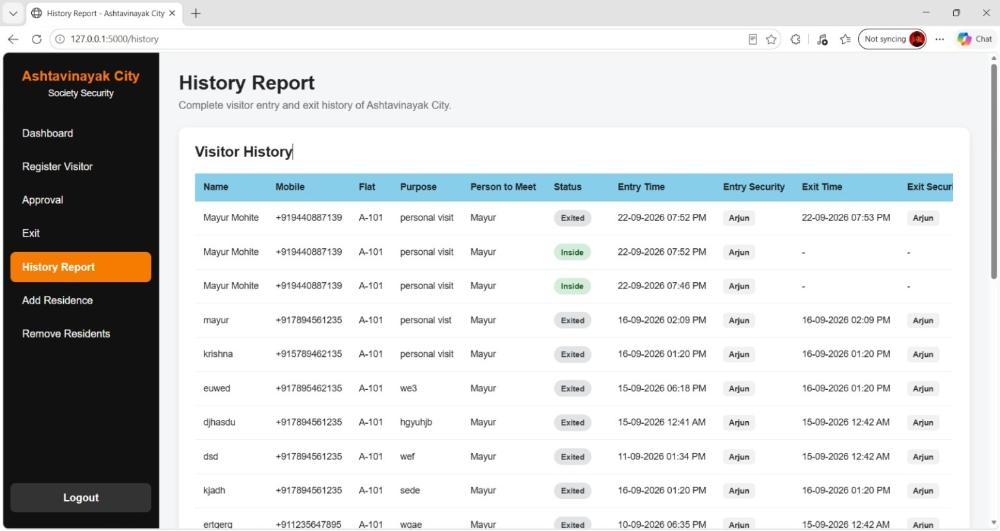 History Report - Ashtavinayak City
127.0.0.1:5000/history
Not syncing
Chat
Ashtavinayak City
Society Security
Dashboard
Register Visitor
Approval
Exit
History Report
Add Residence
Remove Residents
Logout
History Report
Complete visitor entry and exit history of Ashtavinayak City.
Visitor History
Name Mobile Flat Purpose Person to Meet Status Entry Time Entry Security Exit Time Exit Securi
Mayur Mohite +919440887139 A-101 personal visit Mayur Exited 22-09-2026 07:52 PM Arjun 22-09-2026 07:53 PM Arjun
Mayur Mohite +919440887139 A-101 personal visit Mayur Inside 22-09-2026 07:52 PM Arjun - -
Mayur Mohite +919440887139 A-101 personal visit Mayur Inside 22-09-2026 07:46 PM Arjun - -
mayur +917894561235 A-101 personal vist Mayur Exited 16-09-2026 02:09 PM Arjun 16-09-2026 02:09 PM Arjun
krishna +915789462135 A-101 personal visit Mayur Exited 16-09-2026 01:20 PM Arjun 16-09-2026 01:20 PM Arjun
euwed +917895462135 A-101 we3 Mayur Exited 15-09-2026 06:18 PM Arjun 16-09-2026 01:20 PM Arjun
djhasdu +917894561235 A-101 hgyuhjb Mayur Exited 15-09-2026 12:41 AM Arjun 15-09-2026 12:42 AM Arjun
dsd +917894561235 A-101 wef Mayur Exited 11-09-2026 01:34 PM Arjun 15-09-2026 12:42 AM Arjun
kjadh +917894561235 A-101 sede Mayur Exited 16-09-2026 01:20 PM Arjun 16-09-2026 01:20 PM Arjun
ertgerg +911235647895 A-101 wqae Mayur Exited 10-09-2026 06:35 PM Arjun 15-09-2026 12:42 AM Arjun